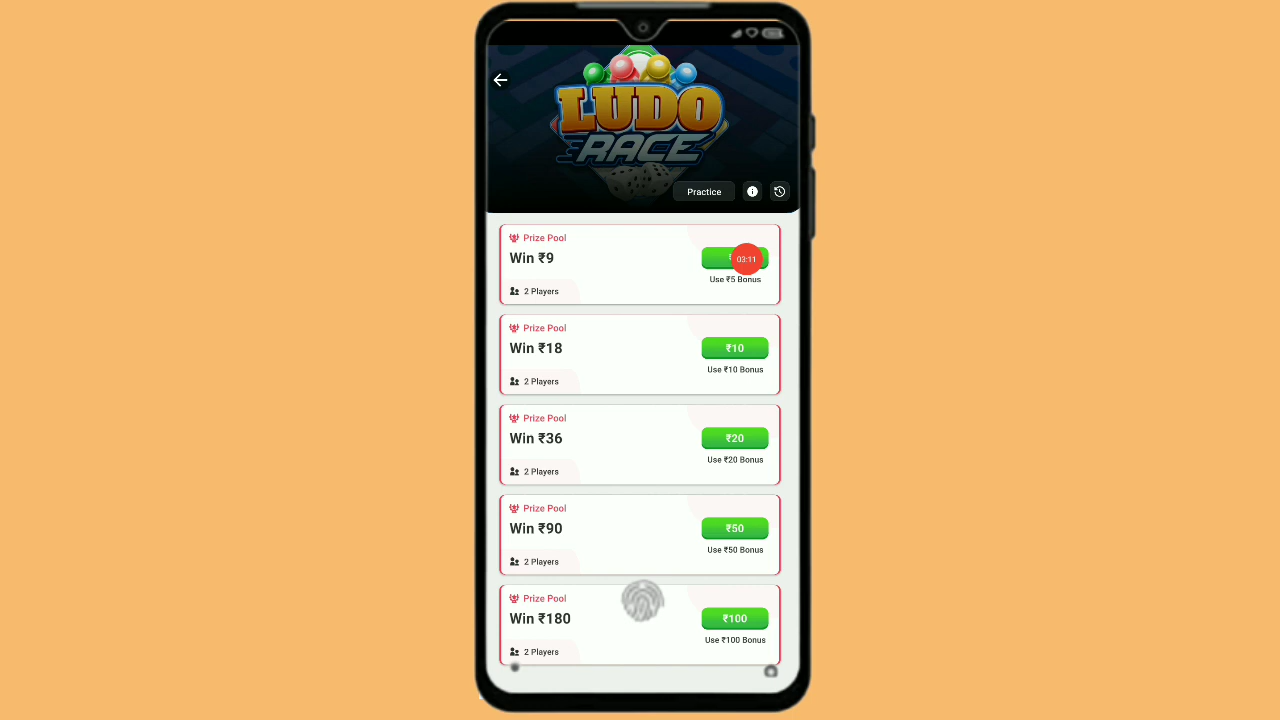 LUDO
RACE
Practice
Prize Pool
Win ₹9
03:11
Use ₹5 Bonus
2 Players
Prize Pool
Win ₹18
₹10
Use ₹10 Bonus
2 Players
Prize Pool
Win ₹36
₹20
Use ₹20 Bonus
2 Players
Prize Pool
Win ₹90
₹50
Use ₹50 Bonus
2 Players
Prize Pool
Win ₹180
₹100
Use ₹100 Bonus
2 Players